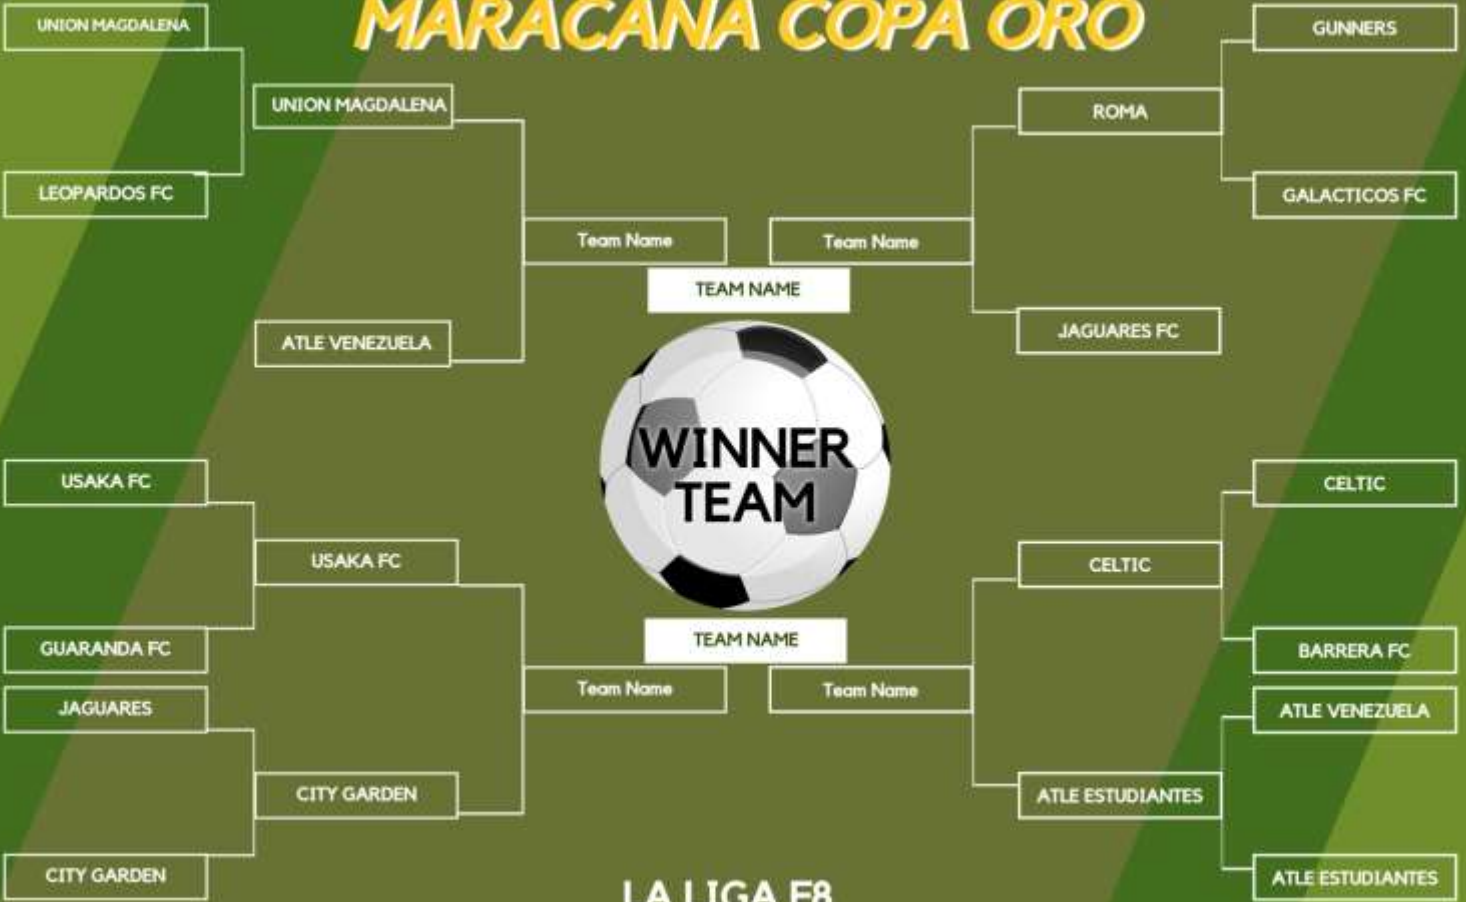 MARACANA COPA ORO
UNION MAGDALENA
LEOPARDOS FC
UNION MAGDALENA
ATLE VENEZUELA
Team Name
USAKA FC
GUARANDA FC
JAGUARES
CITY GARDEN
USAKA FC
CITY GARDEN
Team Name
TEAM NAME
WINNER
TEAM
TEAM NAME
Team Name
Team Name
ROMA
JAGUARES FC
CELTIC
ATLE ESTUDIANTES
GUNNERS
GALACTICOS FC
CELTIC
BARRERA FC
ATLE VENEZUELA
ATLE ESTUDIANTES
LA LIGA F8